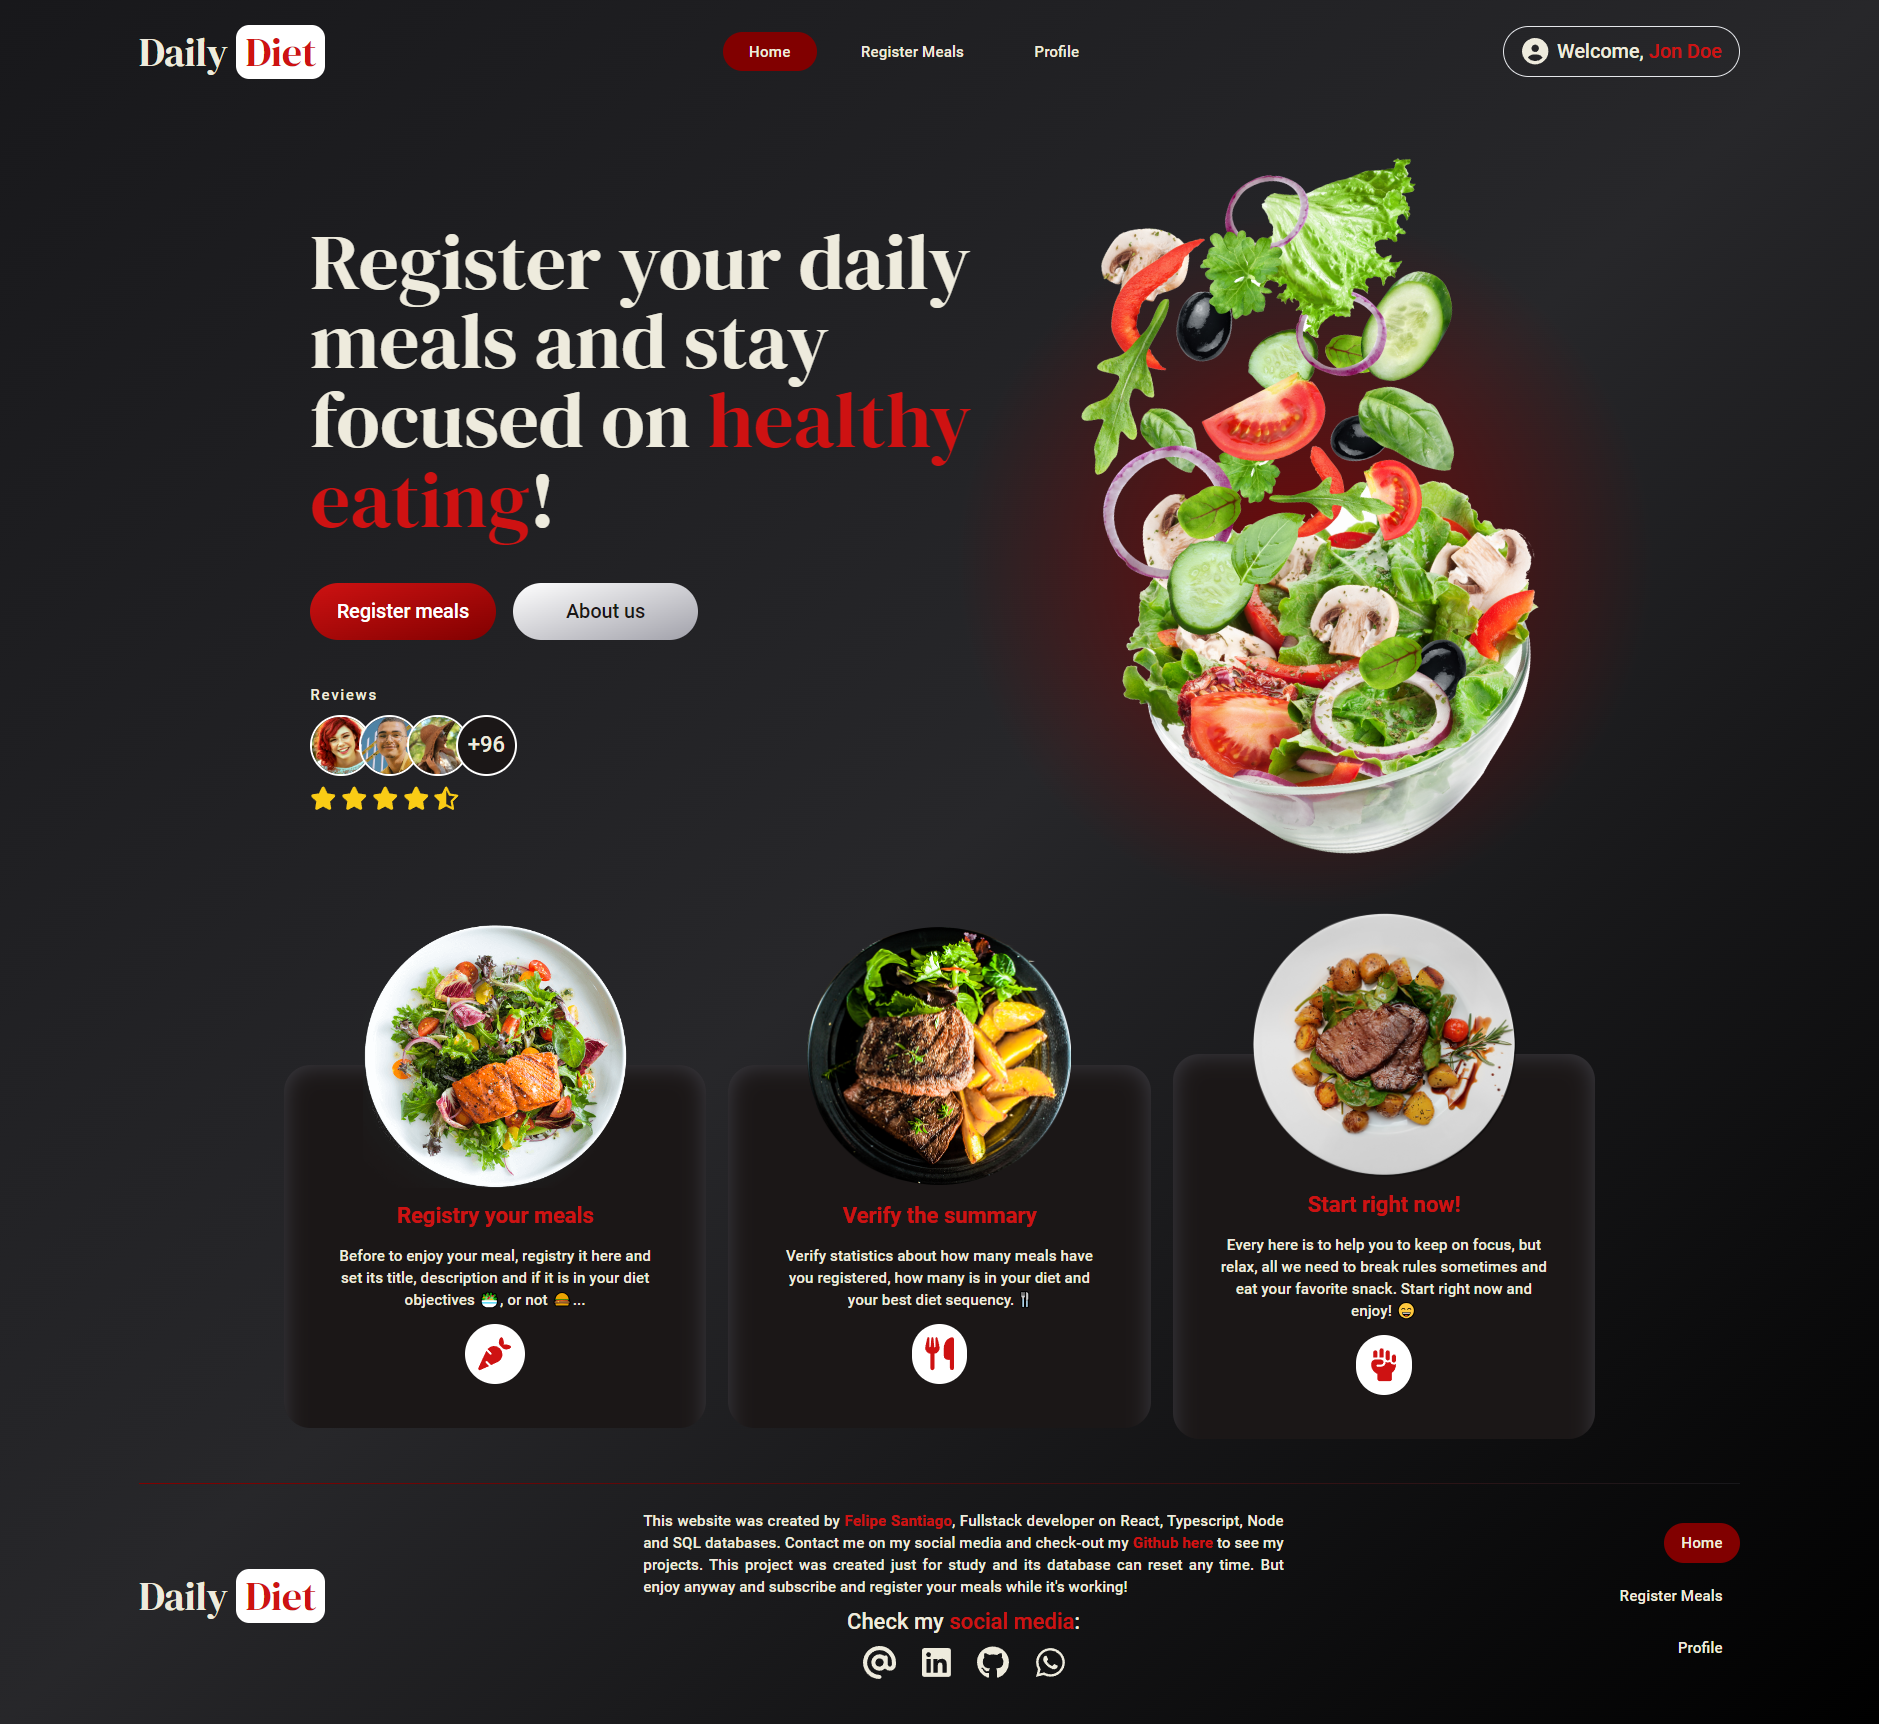 Daily Diet
Home
Register Meals
Profile
Welcome, Jon Doe
Register your daily
meals and stay
focused on healthy
eating!
Register meals
About us
Reviews
+96
Registry your meals
Before to enjoy your meal, registry it here and
set its title, description and if it is in your diet
objectives 🥗, or not 🍔...
Verify the summary
Verify statistics about how many meals have
you registered, how many is in your diet and
your best diet sequency. 🍴
Start right now!
Every here is to help you to keep on focus, but
relax, all we need to break rules sometimes and
eat your favorite snack. Start right now and
enjoy! 😄
Daily Diet
This website was created by Felipe Santiago, Fullstack developer on React, Typescript, Node
and SQL databases. Contact me on my social media and check-out my Github here to see my
projects. This project was created just for study and its database can reset any time. But
enjoy anyway and subscribe and register your meals while it's working!
Check my social media:
Home
Register Meals
Profile